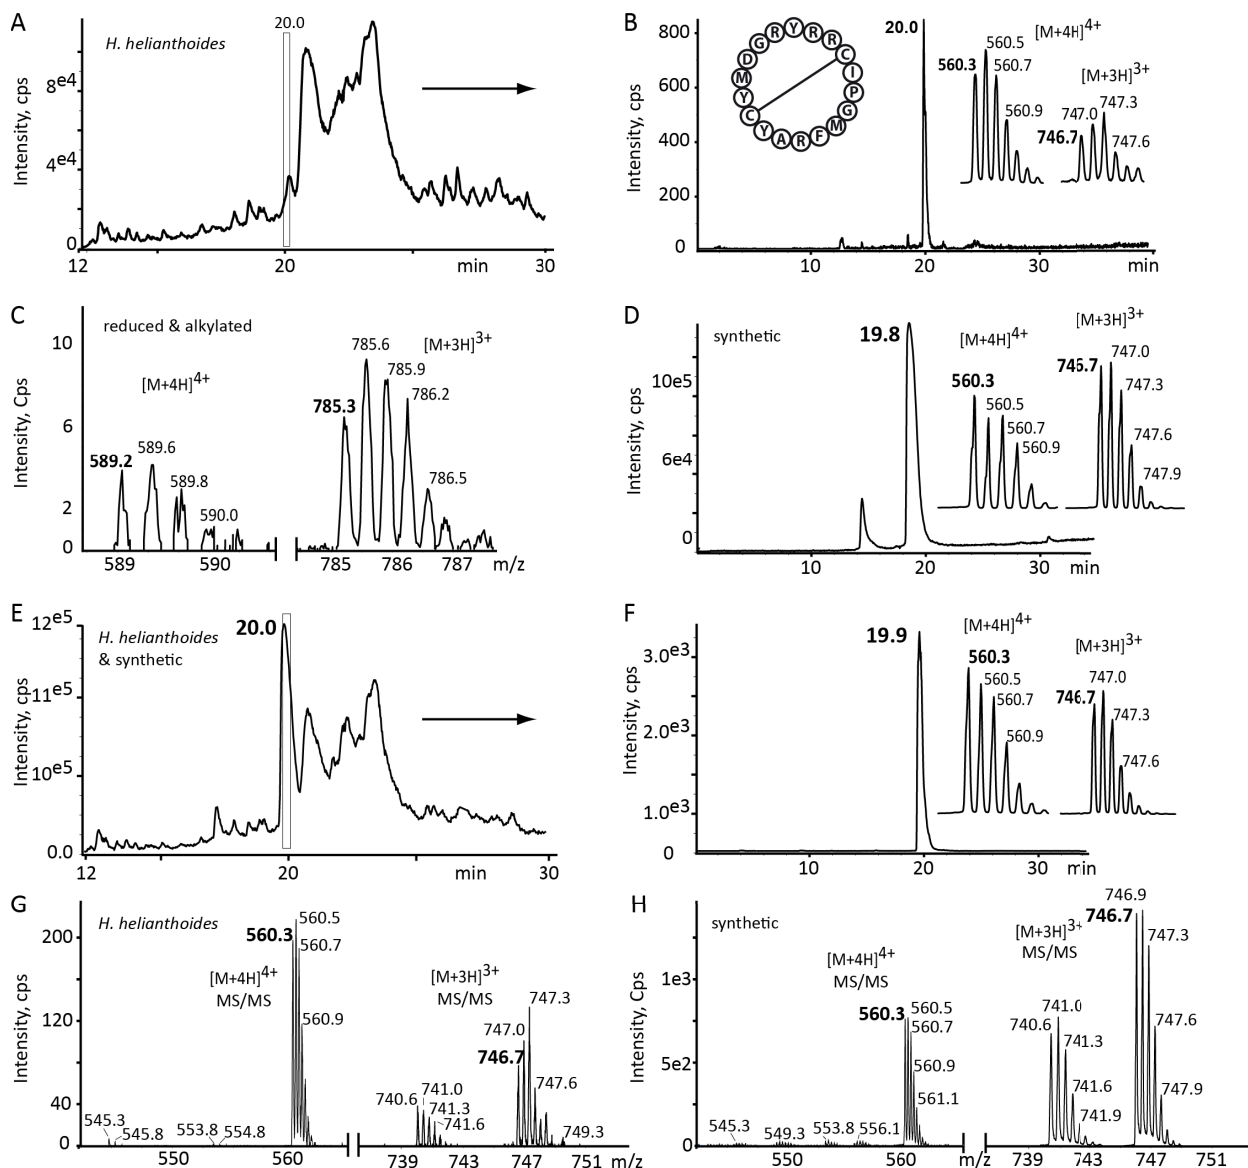 A
20.0
H. helianthoides
8e4
4e4
0
12
20
min
30
Intensity, cps
B
800
600
400
200
0
20.0
R Y R R C I P G M F R A Y C Y M D G
560.3
560.5
560.7
560.9
[M+4H]4+
[M+3H]3+
747.0
747.3
746.7
747.6
10
20
30
min
Intensity, cps
C
reduced & alkylated
10
6
2
0
[M+4H]4+
589.2
589.6
589.8
590.0
[M+3H]3+
785.3
785.6
785.9
786.2
786.5
589
590
785
786
787
m/z
Intensity, Cps
D
synthetic
19.8
10e5
6e4
0
[M+4H]4+
560.3
560.5
560.7
560.9
[M+3H]3+
746.7
747.0
747.3
747.6
747.9
10
20
min
30
Intensity, cps
E
12e5
11e5
10e5
0.0
H. helianthoides
& synthetic
20.0
12
20
min
30
Intensity, cps
F
3.0e3
2.0e3
1.0e3
0
19.9
[M+4H]4+
560.3
560.5
560.7
560.9
[M+3H]3+
747.0
746.7
747.3
747.6
10
20
30
min
Intensity, cps
G
H. helianthoides
200
120
40
0
[M+4H]4+
MS/MS
560.3
560.5
560.7
560.9
545.3
545.8
553.8
554.8
[M+3H]3+
MS/MS
747.3
747.0
746.7
747.6
740.6
741.0
741.3
741.6
749.3
550
560
739
743
747
751
m/z
Intensity, cps
H
synthetic
1e3
5e2
0
[M+4H]4+
MS/MS
560.3
560.5
560.7
560.9
561.1
545.3
549.3
553.8
556.1
[M+3H]3+
MS/MS
746.9
746.7
747.3
747.6
747.9
740.6
741.0
741.3
741.6
741.9
550
560
m/z
739
743
747
751
Intensity, Cps